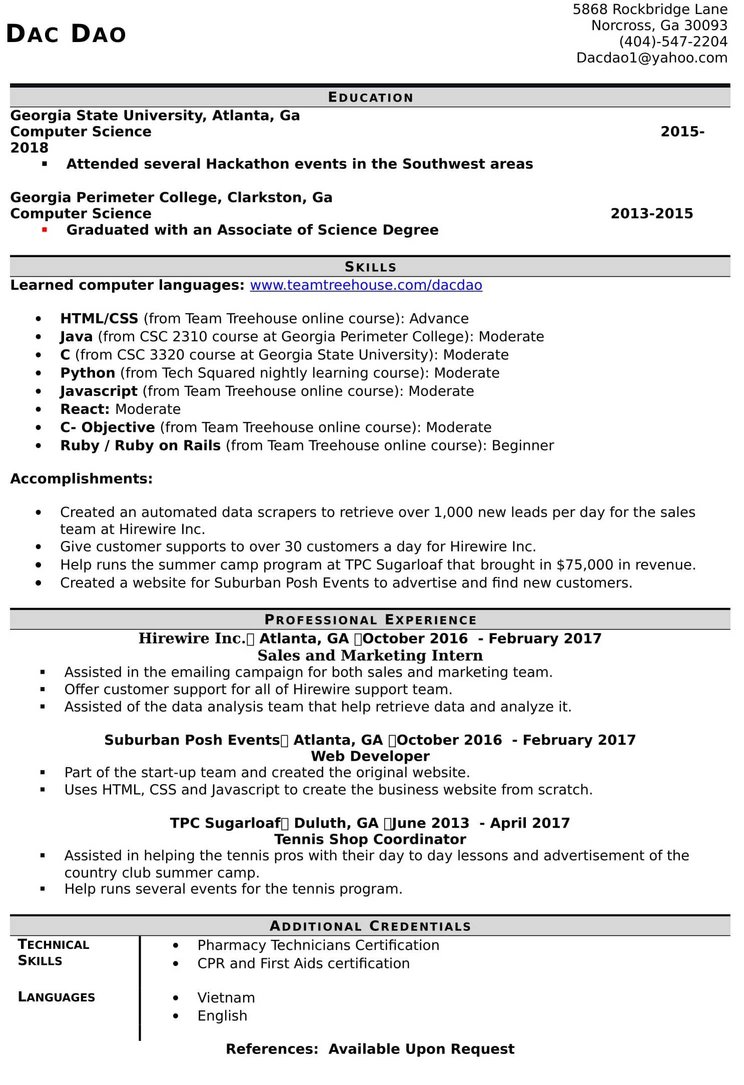 DAC DAO
5868 Rockbridge Lane
Norcross, Ga 30093
(404)-547-2204
Dacdao1@yahoo.com
EDUCATION
Georgia State University, Atlanta, Ga
Computer Science 2015-
2018
▪ Attended several Hackathon events in the Southwest areas
Georgia Perimeter College, Clarkston, Ga
Computer Science 2013-2015
▪ Graduated with an Associate of Science Degree
SKILLS
Learned computer languages: www.teamtreehouse.com/dacdao
• HTML/CSS (from Team Treehouse online course): Advance
• Java (from CSC 2310 course at Georgia Perimeter College): Moderate
• C (from CSC 3320 course at Georgia State University): Moderate
• Python (from Tech Squared nightly learning course): Moderate
• Javascript (from Team Treehouse online course): Moderate
• React: Moderate
• C- Objective (from Team Treehouse online course): Moderate
• Ruby / Ruby on Rails (from Team Treehouse online course): Beginner
Accomplishments:
• Created an automated data scrapers to retrieve over 1,000 new leads per day for the sales
team at Hirewire Inc.
• Give customer supports to over 30 customers a day for Hirewire Inc.
• Help runs the summer camp program at TPC Sugarloaf that brought in $75,000 in revenue.
• Created a website for Suburban Posh Events to advertise and find new customers.
PROFESSIONAL EXPERIENCE
Hirewire Inc. Atlanta, GA October 2016 - February 2017
Sales and Marketing Intern
▪ Assisted in the emailing campaign for both sales and marketing team.
▪ Offer customer support for all of Hirewire support team.
▪ Assisted of the data analysis team that help retrieve data and analyze it.
Suburban Posh Events Atlanta, GA October 2016 - February 2017
Web Developer
▪ Part of the start-up team and created the original website.
▪ Uses HTML, CSS and Javascript to create the business website from scratch.
TPC Sugarloaf Duluth, GA June 2013 - April 2017
Tennis Shop Coordinator
▪ Assisted in helping the tennis pros with their day to day lessons and advertisement of the
country club summer camp.
▪ Help runs several events for the tennis program.
ADDITIONAL CREDENTIALS
TECHNICAL
SKILLS
• Pharmacy Technicians Certification
• CPR and First Aids certification
LANGUAGES
• Vietnam
• English
References: Available Upon Request